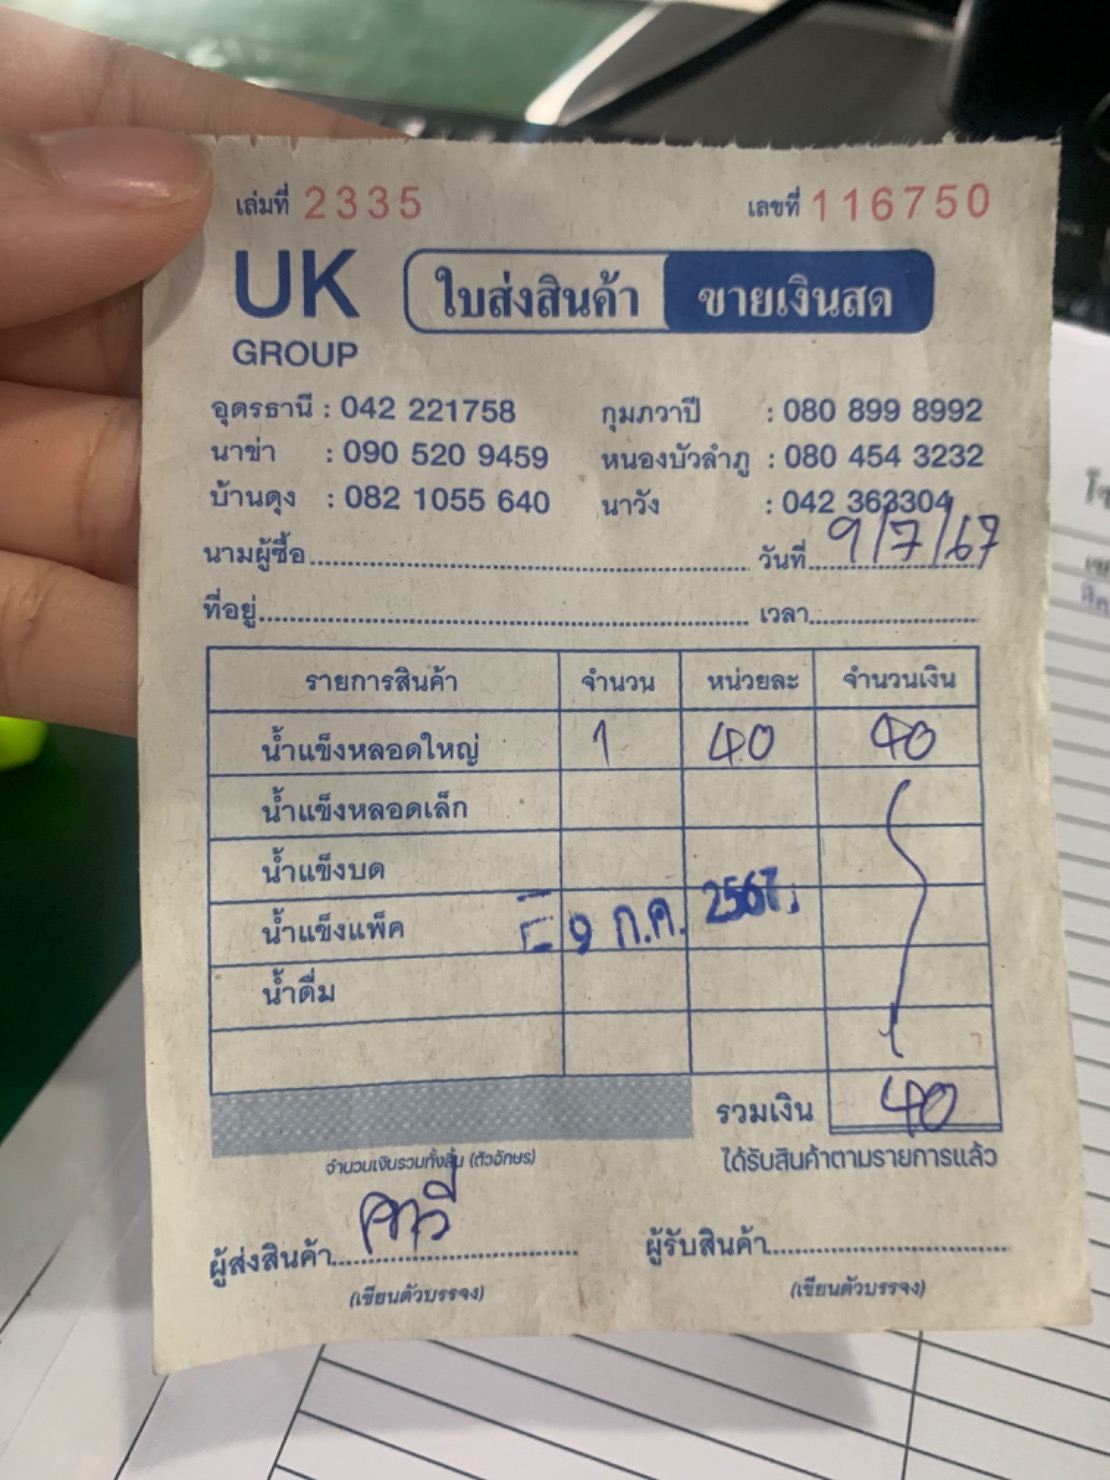 เล่มที่ 2335 เลขที่ 116750
UK GROUP
ใบส่งสินค้า ขายเงินสด
อุดรธานี : 042 221758 กุมภวาปี : 080 899 8992
นาข่า : 090 520 9459 หนองบัวลำภู : 080 454 3232
บ้านดุง : 082 1055 640 นาวัง : 042 363304
นามผู้ซื้อ วันที่ 9/7/67
ที่อยู่ เวลา
รายการสินค้า จำนวน หน่วยละ จำนวนเงิน
น้ำแข็งหลอดใหญ่ 1 40 40
น้ำแข็งหลอดเล็ก
น้ำแข็งบด
น้ำแข็งแพ็ค
9 ก.ค. 2567
น้ำดื่ม
รวมเงิน 40
จำนวนเงินรวมทั้งสิ้น (ตัวอักษร) ได้รับสินค้าตามรายการแล้ว
ผู้ส่งสินค้า ผู้รับสินค้า
(เขียนตัวบรรจง) (เขียนตัวบรรจง)